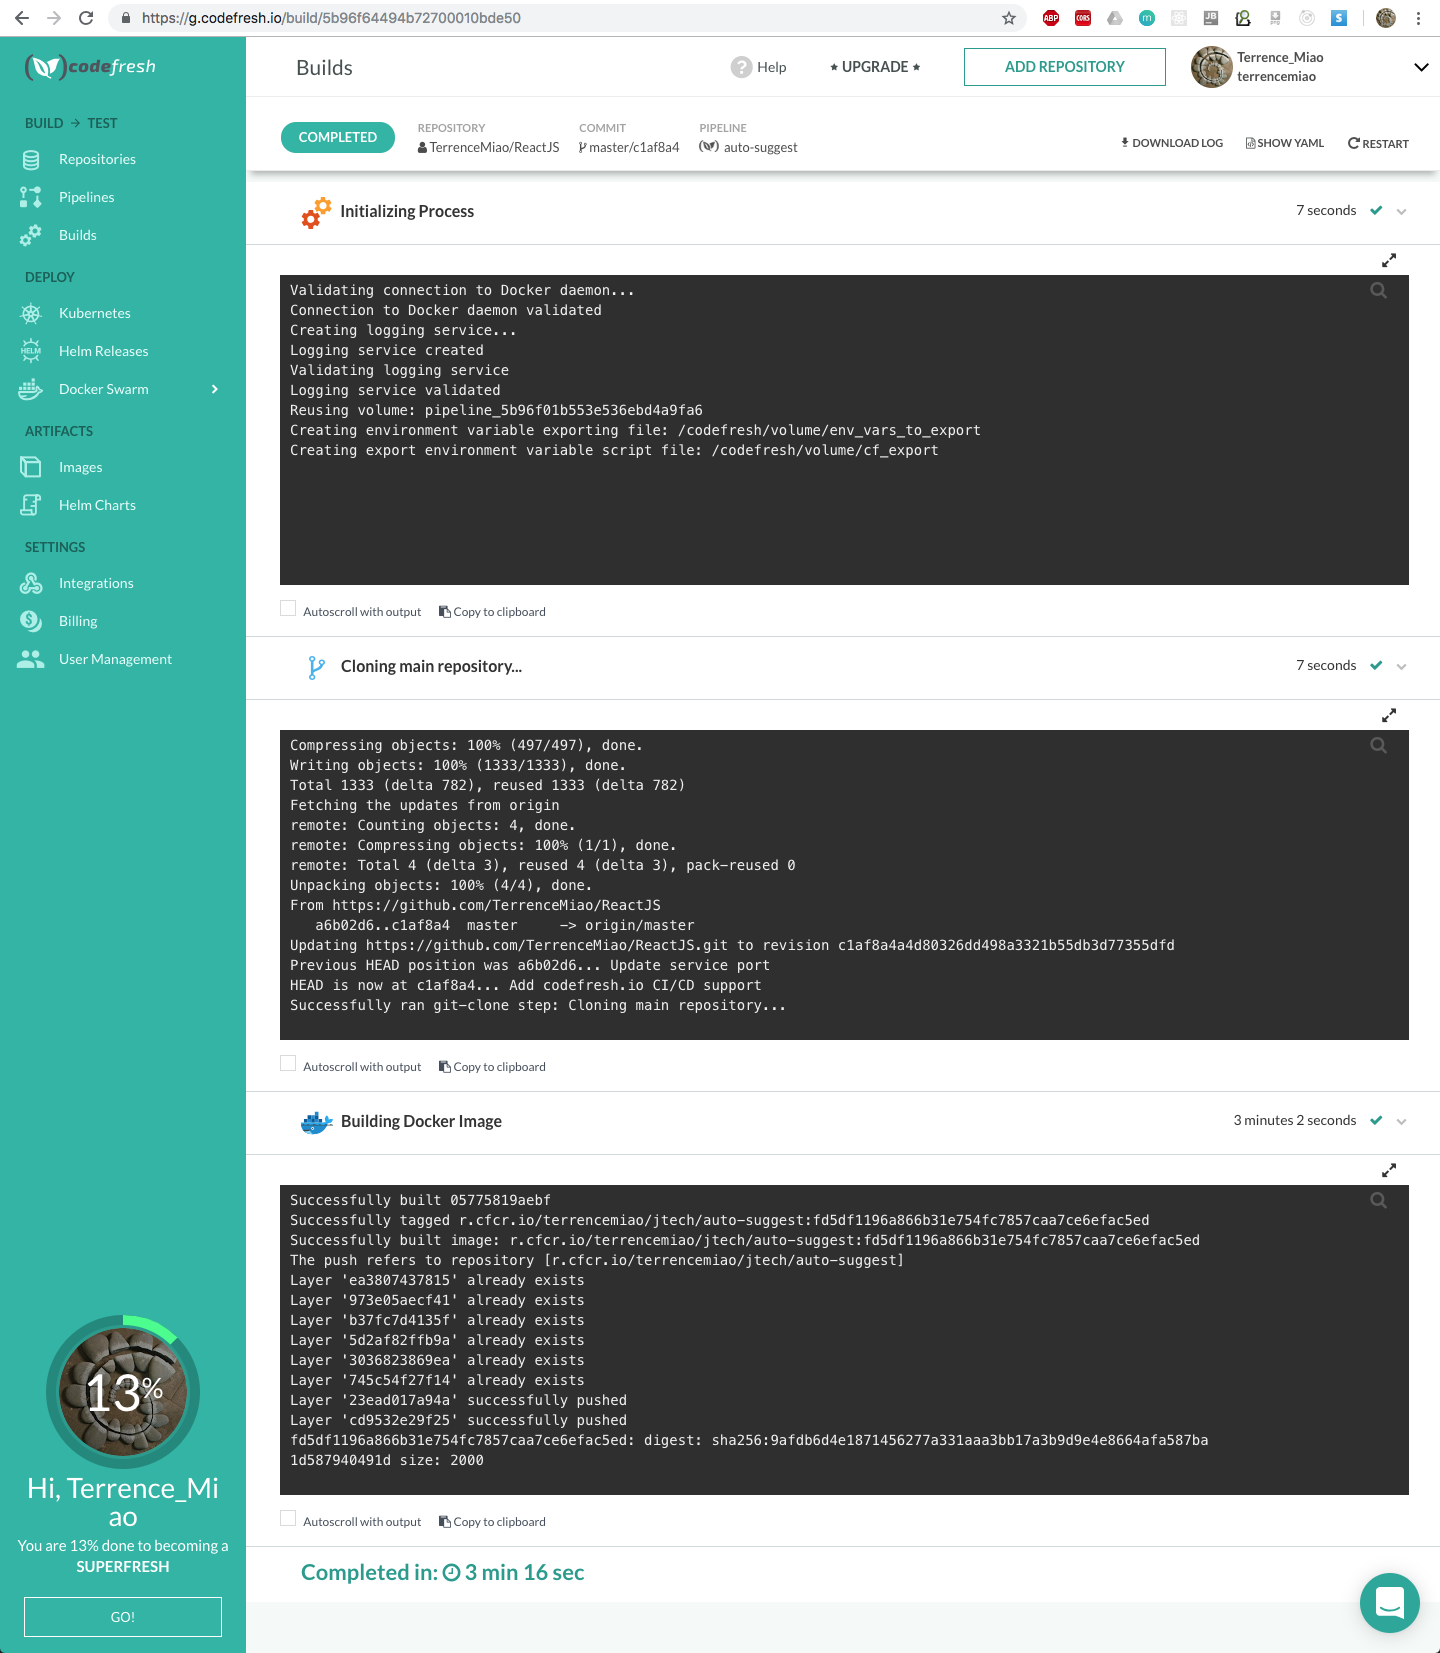 https://g.codefresh.io/build/5b96f64494b72700010bde50
ABP
CORS
m
JB
S
codefresh
BUILD → TEST
Repositories
Pipelines
Builds
DEPLOY
Kubernetes
HELM
Helm Releases
Docker Swarm
ARTIFACTS
Images
Helm Charts
SETTINGS
Integrations
Billing
User Management
13%
Hi, Terrence_Mi
ao
You are 13% done to becoming a
SUPERFRESH
GO!
Builds
? Help
★ UPGRADE ★
ADD REPOSITORY
Terrence_Miao
terrencemiao
COMPLETED
REPOSITORY
TerrenceMiao/ReactJS
COMMIT
master/c1af8a4
PIPELINE
auto-suggest
DOWNLOAD LOG
SHOW YAML
RESTART
Initializing Process
7 seconds
Validating connection to Docker daemon...
Connection to Docker daemon validated
Creating logging service...
Logging service created
Validating logging service
Logging service validated
Reusing volume: pipeline_5b96f01b553e536ebd4a9fa6
Creating environment variable exporting file: /codefresh/volume/env_vars_to_export
Creating export environment variable script file: /codefresh/volume/cf_export
Autoscroll with output
Copy to clipboard
Cloning main repository...
7 seconds
Compressing objects: 100% (497/497), done.
Writing objects: 100% (1333/1333), done.
Total 1333 (delta 782), reused 1333 (delta 782)
Fetching the updates from origin
remote: Counting objects: 4, done.
remote: Compressing objects: 100% (1/1), done.
remote: Total 4 (delta 3), reused 4 (delta 3), pack-reused 0
Unpacking objects: 100% (4/4), done.
From https://github.com/TerrenceMiao/ReactJS
   a6b02d6..c1af8a4  master     -> origin/master
Updating https://github.com/TerrenceMiao/ReactJS.git to revision c1af8a4a4d80326dd498a3321b55db3d77355dfd
Previous HEAD position was a6b02d6... Update service port
HEAD is now at c1af8a4... Add codefresh.io CI/CD support
Successfully ran git-clone step: Cloning main repository...
Autoscroll with output
Copy to clipboard
Building Docker Image
3 minutes 2 seconds
Successfully built 05775819aebf
Successfully tagged r.cfcr.io/terrencemiao/jtech/auto-suggest:fd5df1196a866b31e754fc7857caa7ce6efac5ed
Successfully built image: r.cfcr.io/terrencemiao/jtech/auto-suggest:fd5df1196a866b31e754fc7857caa7ce6efac5ed
The push refers to repository [r.cfcr.io/terrencemiao/jtech/auto-suggest]
Layer 'ea3807437815' already exists
Layer '973e05aecf41' already exists
Layer 'b37fc7d4135f' already exists
Layer '5d2af82ffb9a' already exists
Layer '3036823869ea' already exists
Layer '745c54f27f14' already exists
Layer '23ead017a94a' successfully pushed
Layer 'cd9532e29f25' successfully pushed
fd5df1196a866b31e754fc7857caa7ce6efac5ed: digest: sha256:9afdb6d4e1871456277a331aaa3bb17a3b9d9e4e8664afa587ba
1d587940491d size: 2000
Autoscroll with output
Copy to clipboard
Completed in: 3 min 16 sec